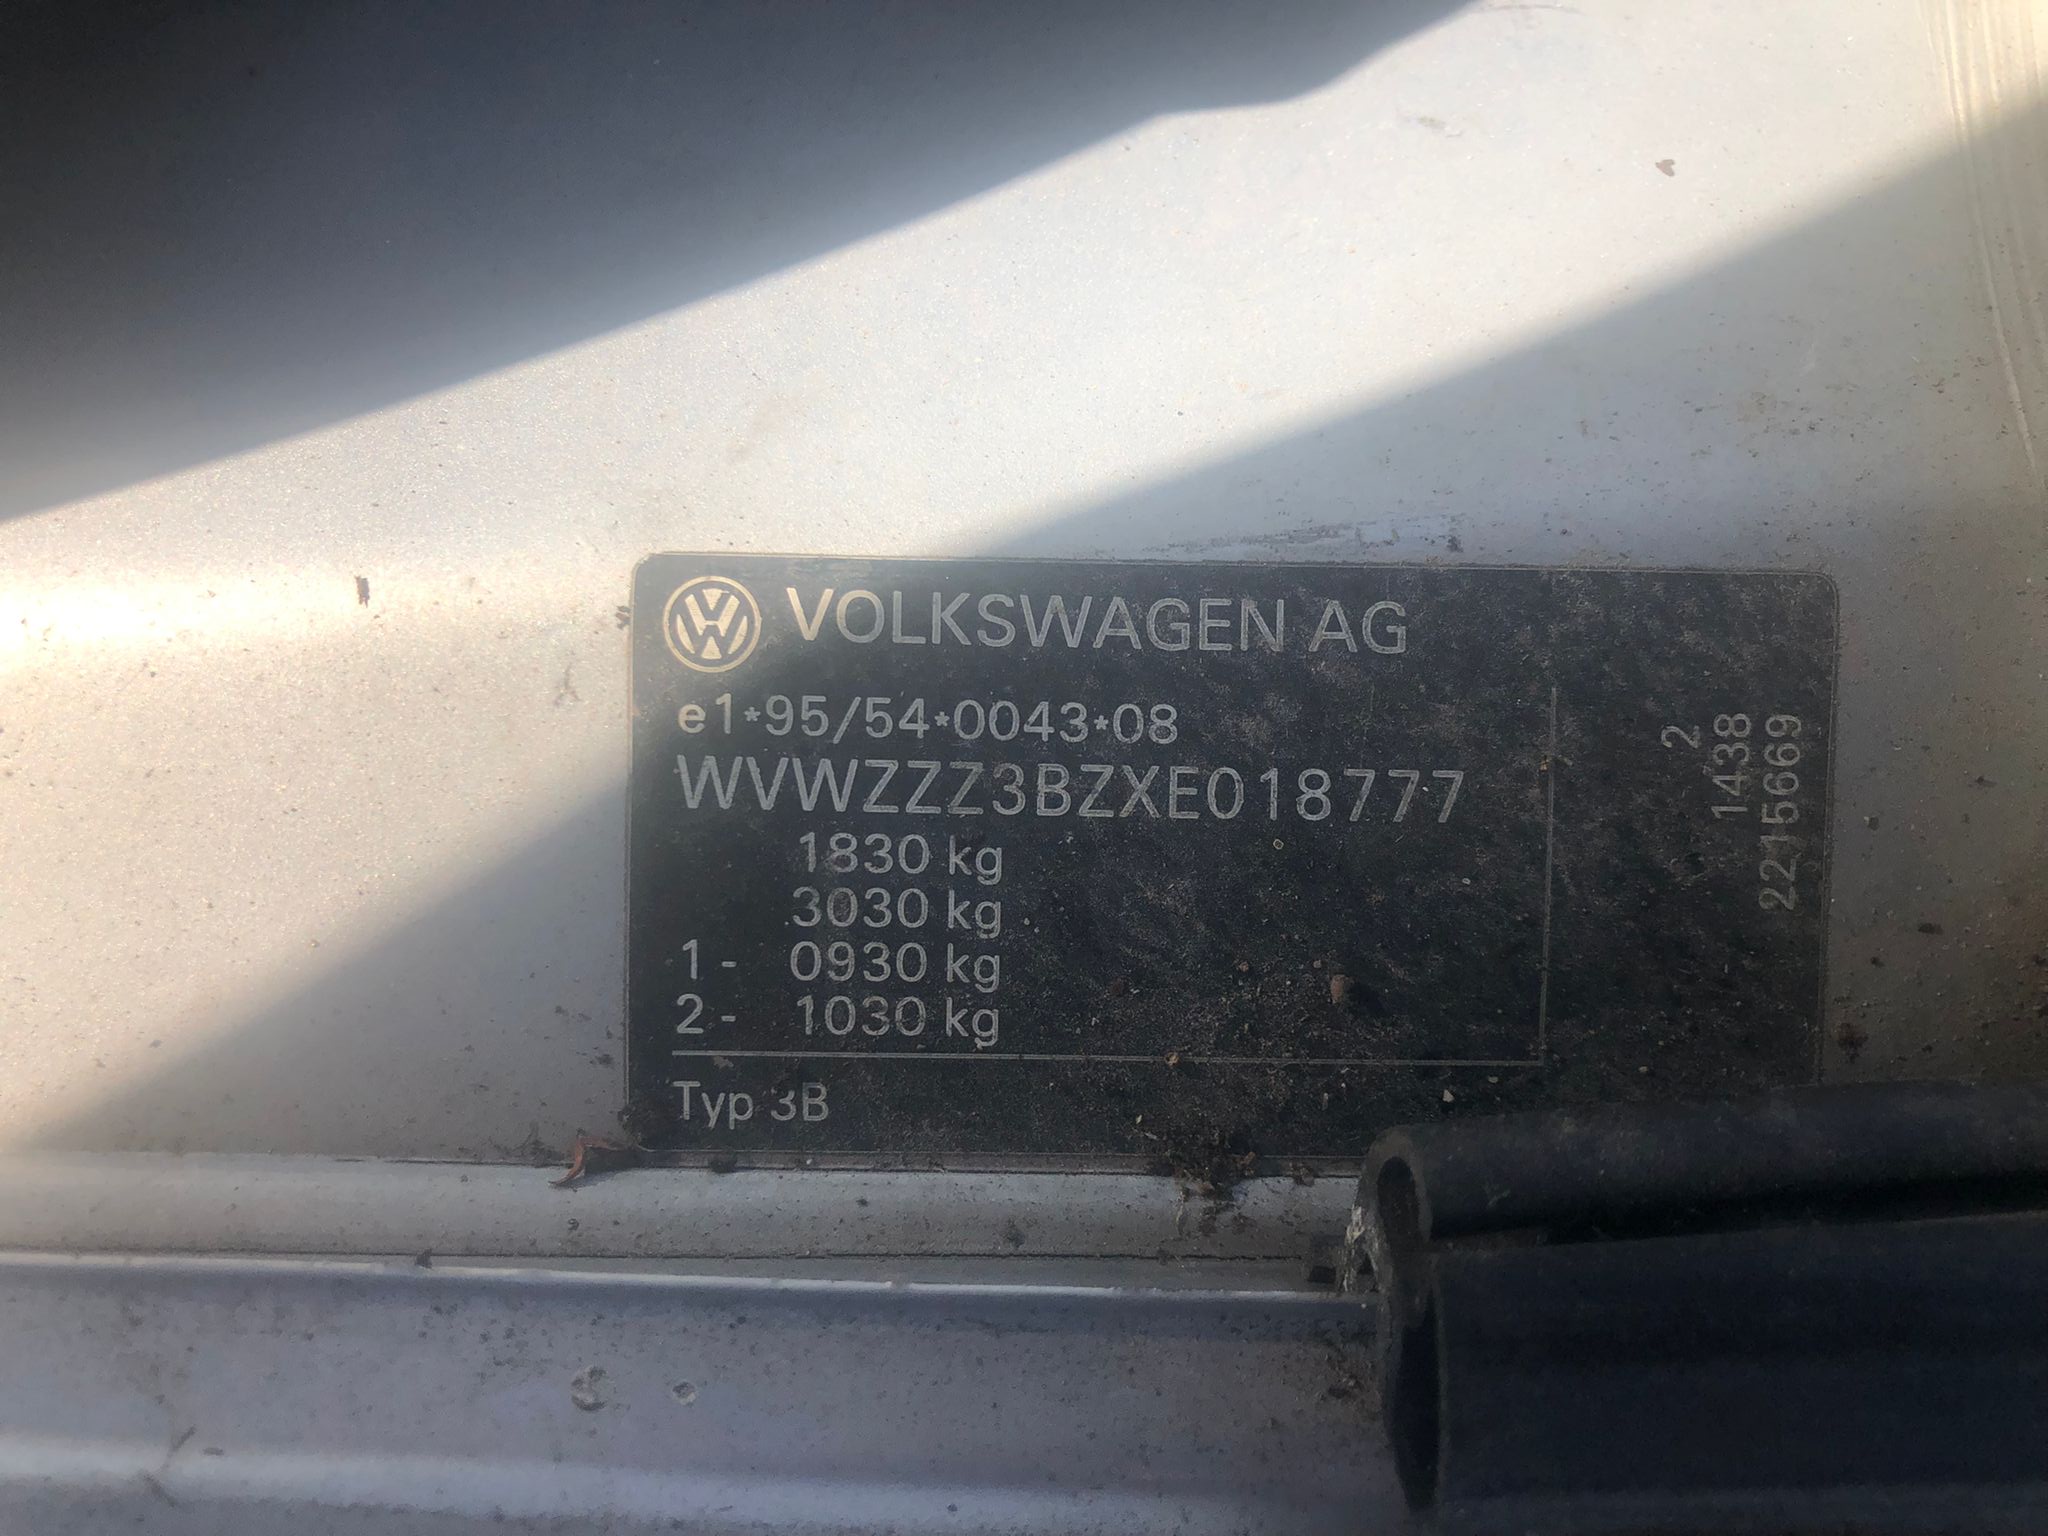 VOLKSWAGEN AG
e1*95/54*0043*08
WVWZZZ3BZXE018777
1830 kg
3030 kg
1- 0930 kg
2- 1030 kg
Typ 3B
2
1438
2215669